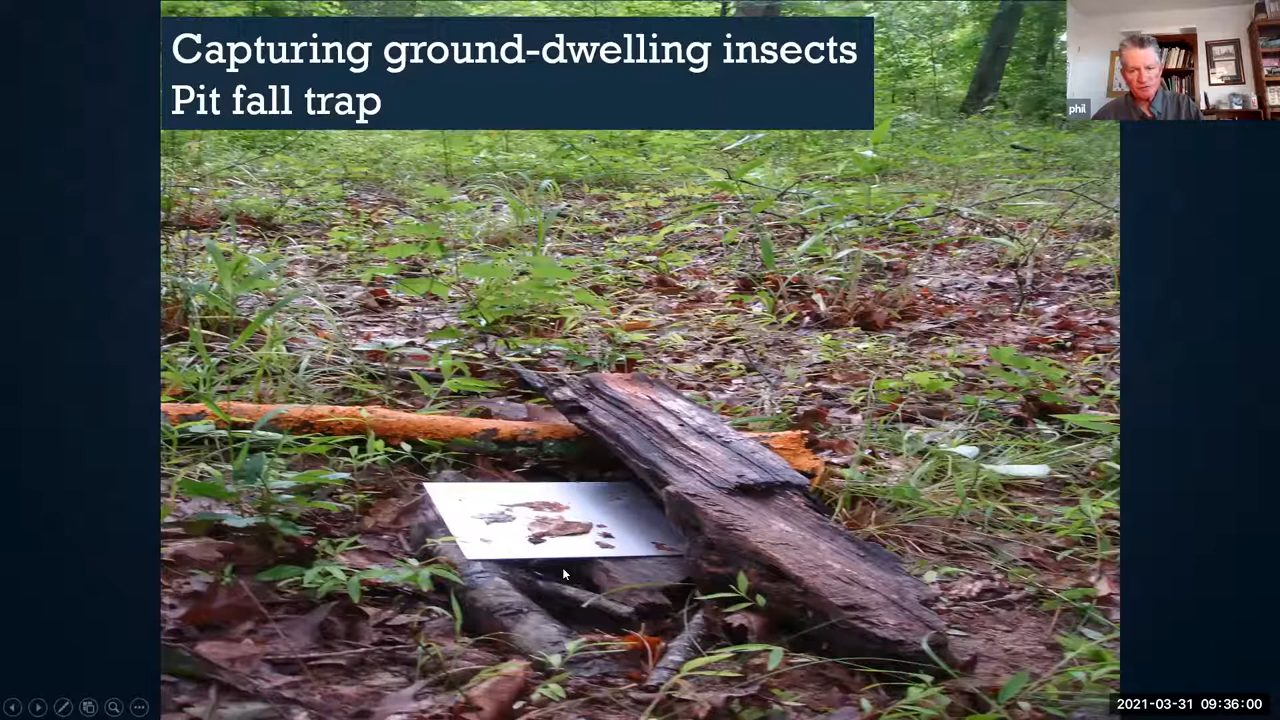 Capturing ground-dwelling insects
Pit fall trap
phil
2021-03-31 09:36:00